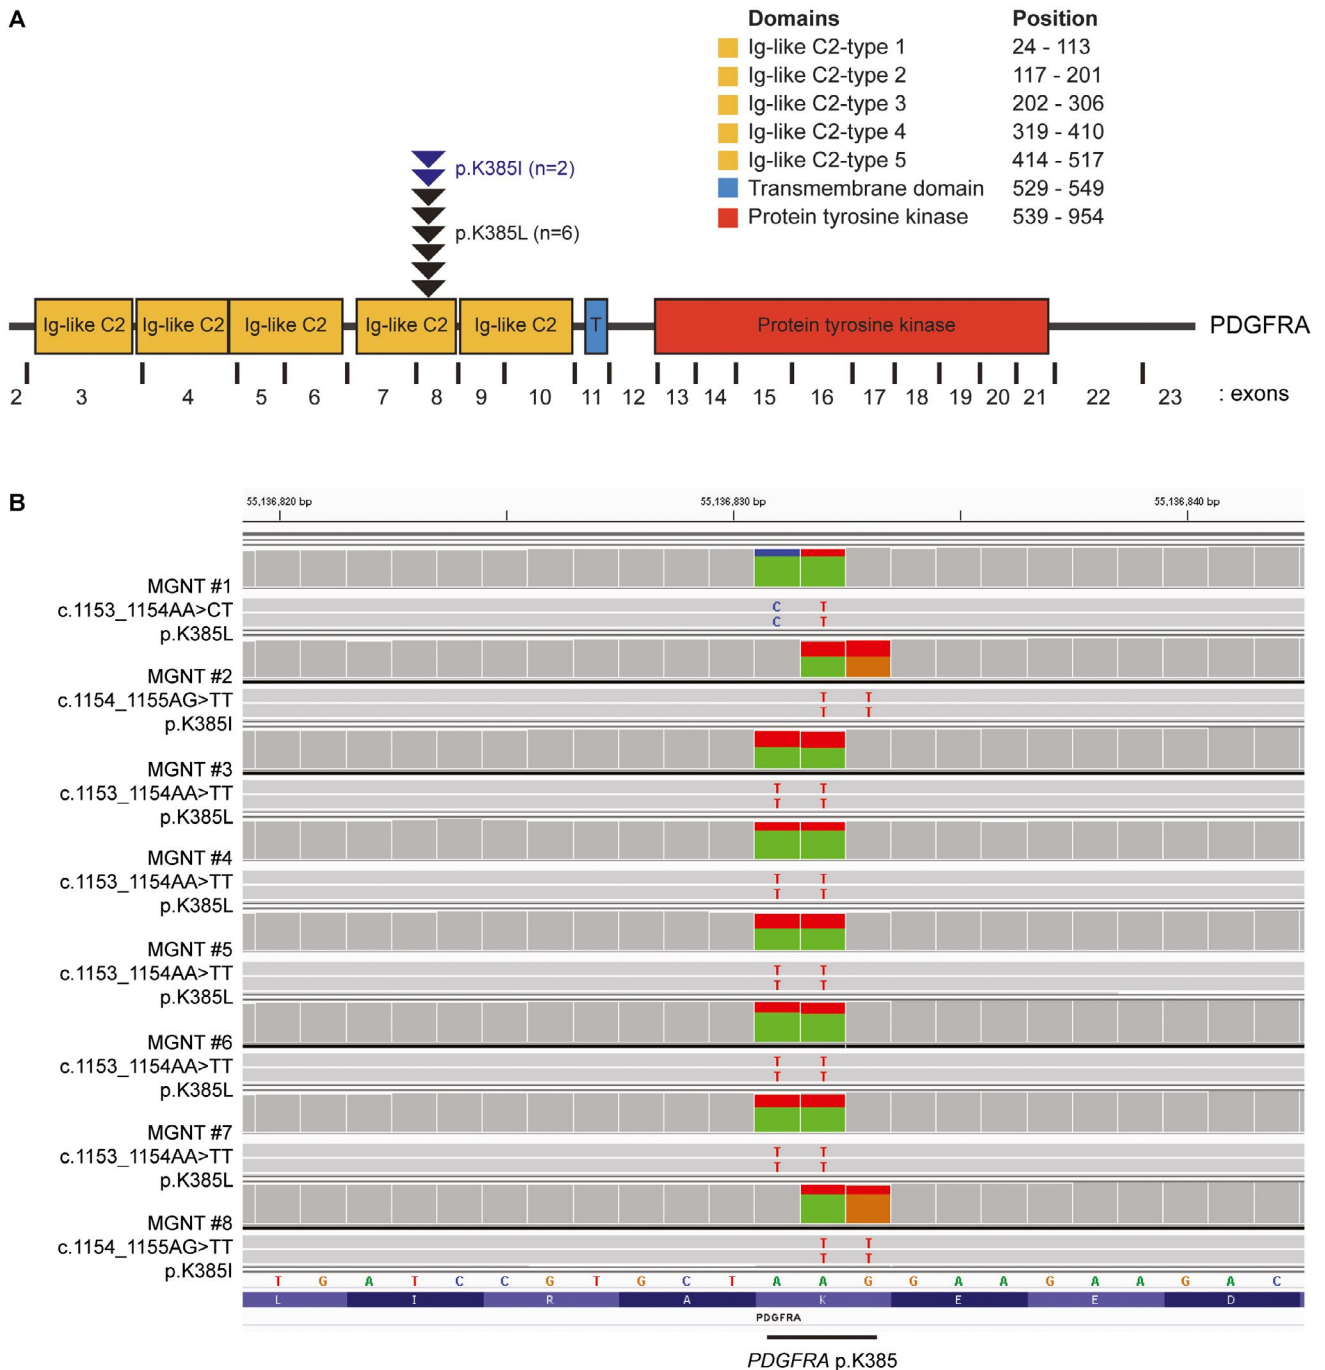 A
Domains Position
Ig-like C2-type 1 24 - 113
Ig-like C2-type 2 117 - 201
Ig-like C2-type 3 202 - 306
Ig-like C2-type 4 319 - 410
Ig-like C2-type 5 414 - 517
Transmembrane domain 529 - 549
Protein tyrosine kinase 539 - 954
p.K385I (n=2)
p.K385L (n=6)
Ig-like C2 Ig-like C2 Ig-like C2 Ig-like C2 Ig-like C2 T Protein tyrosine kinase PDGFRA
2 3 4 5 6 7 8 9 10 11 12 13 14 15 16 17 18 19 20 21 22 23 : exons
B
55,136,820 bp 55,136,830 bp 55,136,840 bp
MGNT #1
c.1153_1154AA>CT C T
p.K385L C T
MGNT #2
c.1154_1155AG>TT T T
p.K385I T T
MGNT #3
c.1153_1154AA>TT T T
p.K385L T T
MGNT #4
c.1153_1154AA>TT T T
p.K385L T T
MGNT #5
c.1153_1154AA>TT T T
p.K385L T T
MGNT #6
c.1153_1154AA>TT T T
p.K385L T T
MGNT #7
c.1153_1154AA>TT T T
p.K385L T T
MGNT #8
c.1154_1155AG>TT T T
p.K385I T T
T G A T C C G T G C T A A G G A A G A A G A C
L I R A K E E D
PDGFRA
PDGFRA p.K385